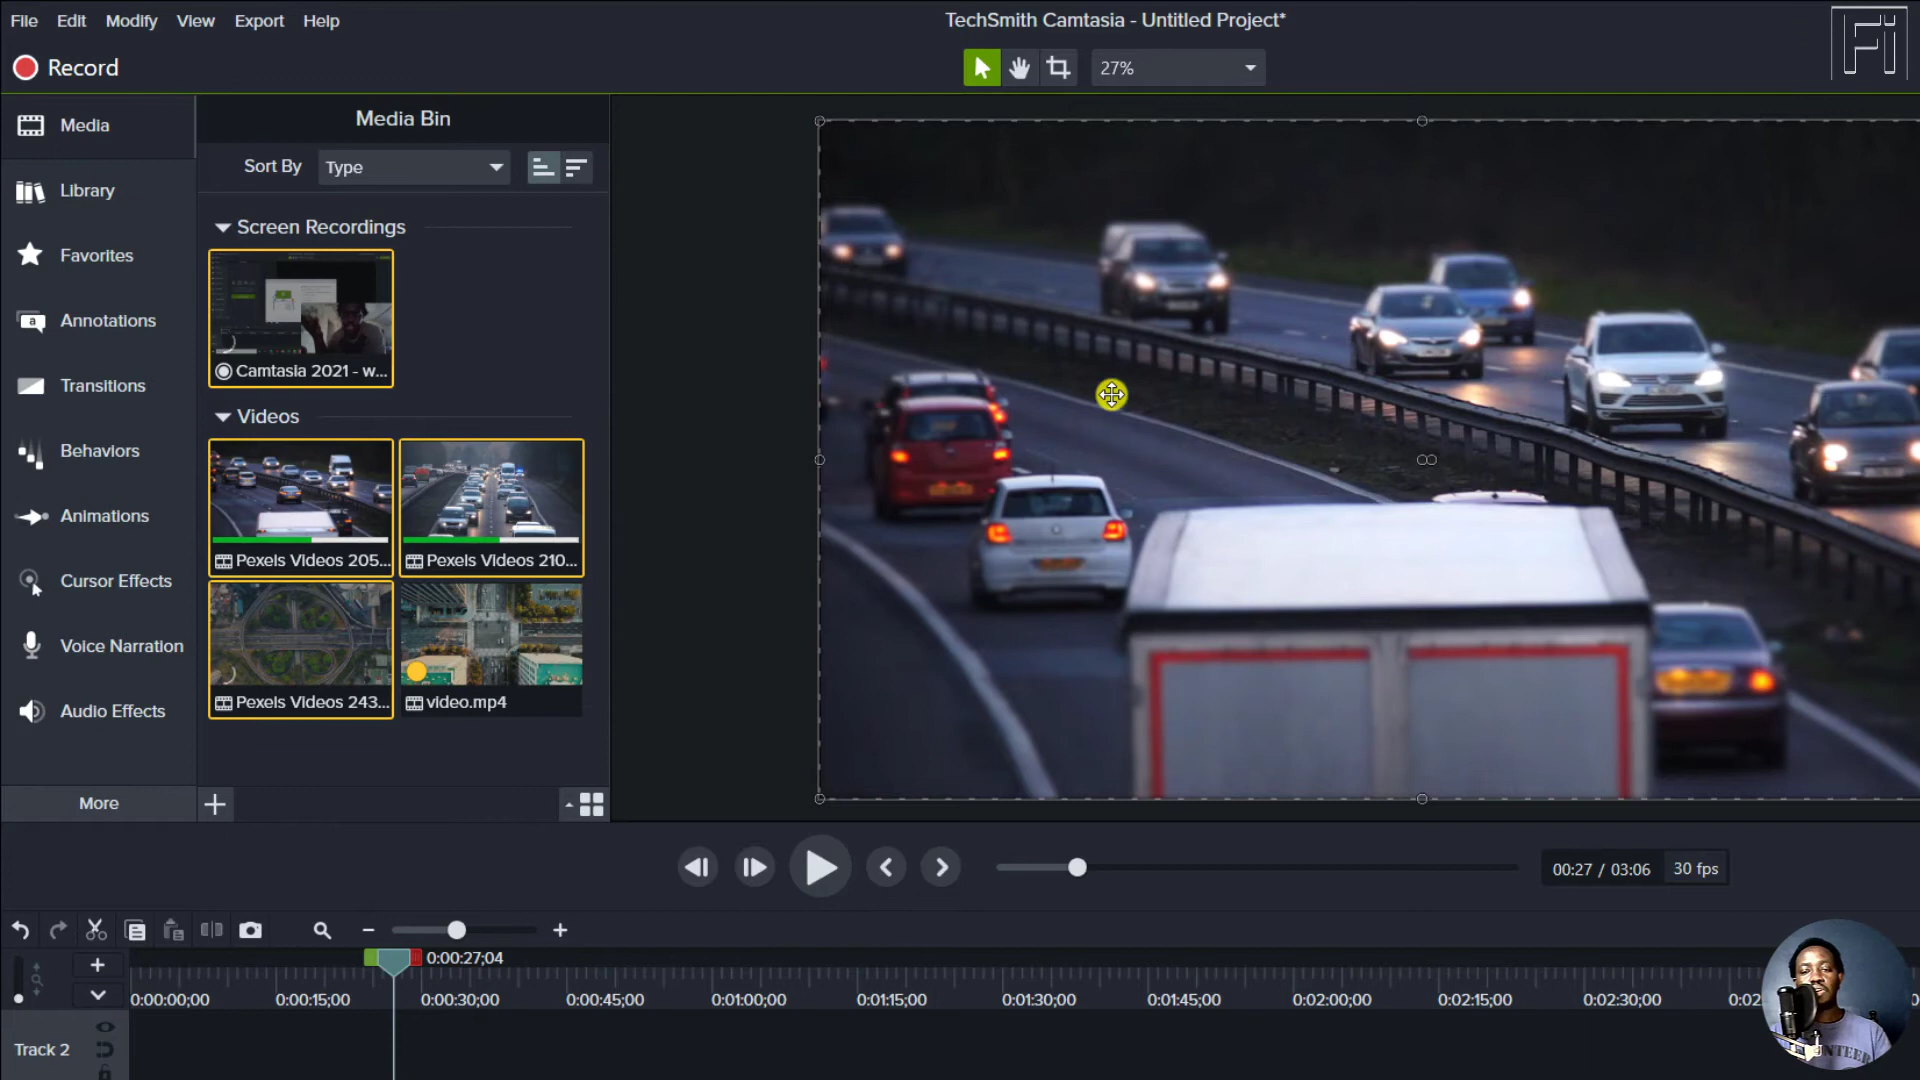 File Edit Modify View Export Help
TechSmith Camtasia - Untitled Project*
Fi
Record
27%
Media
Library
Favorites
Annotations
a
Transitions
Behaviors
Animations
Cursor Effects
Voice Narration
Audio Effects
More
Media Bin
Sort By Type
Screen Recordings
Camtasia 2021 - w...
Videos
Pexels Videos 205... Pexels Videos 210...
Pexels Videos 243... video.mp4
00:27 / 03:06 30 fps
0:00:27;04
0:00:00;00 0:00:15;00 0:00:30;00 0:00:45;00 0:01:00;00 0:01:15;00 0:01:30;00 0:01:45;00 0:02:00;00 0:02:15;00 0:02:30;00 0:02
Track 2